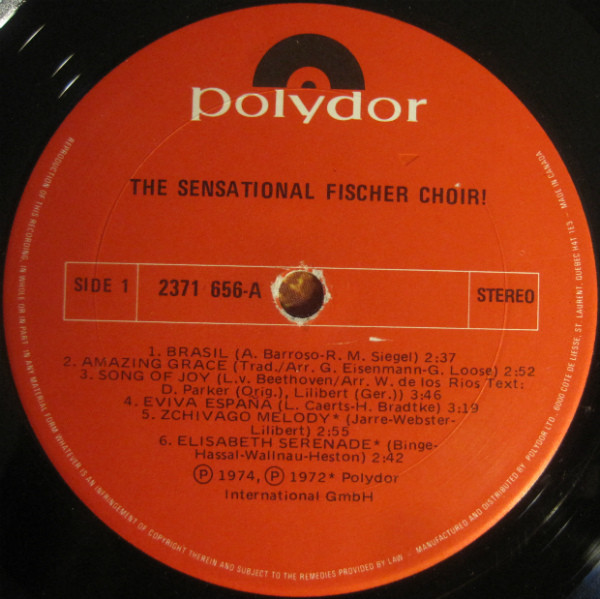 polydor
THE SENSATIONAL FISCHER CHOIR!
SIDE 1
2371 656-A
STEREO
1. BRASIL (A. Barroso-R. M. Siegel) 2:37
2. AMAZING GRACE (Trad./Arr. G. Eisenmann-G. Loose) 2:52
3. SONG OF JOY (L.v. Beethoven/Arr. W. de los Rios Text:
D. Parker (Orig.), Lilibert (Ger.)) 3:46
4. EVIVA ESPAÑA (L. Caerts-H. Bradtke) 3:19
5. ZCHIVAGO MELODY* (Jarre-Webster-
Lilibert) 2:55
6. ELISABETH SERENADE* (Binge-
Hassal-Wallnau-Heston) 2:42
Ⓟ 1974, Ⓟ 1972* Polydor
International GmbH
REPRODUCTION OF THIS RECORDING, IN WHOLE OR IN PART, IN ANY MATERIAL FORM WHATEVER IS AN INFRINGEMENT OF COPYRIGHT THEREIN AND SUBJECT TO THE REMEDIES PROVIDED BY LAW - MANUFACTURED AND DISTRIBUTED BY POLYDOR LTD., 6000 COTE DE LIESSE, ST. LAURENT, QUEBEC H4T 1E3 - MADE IN CANADA